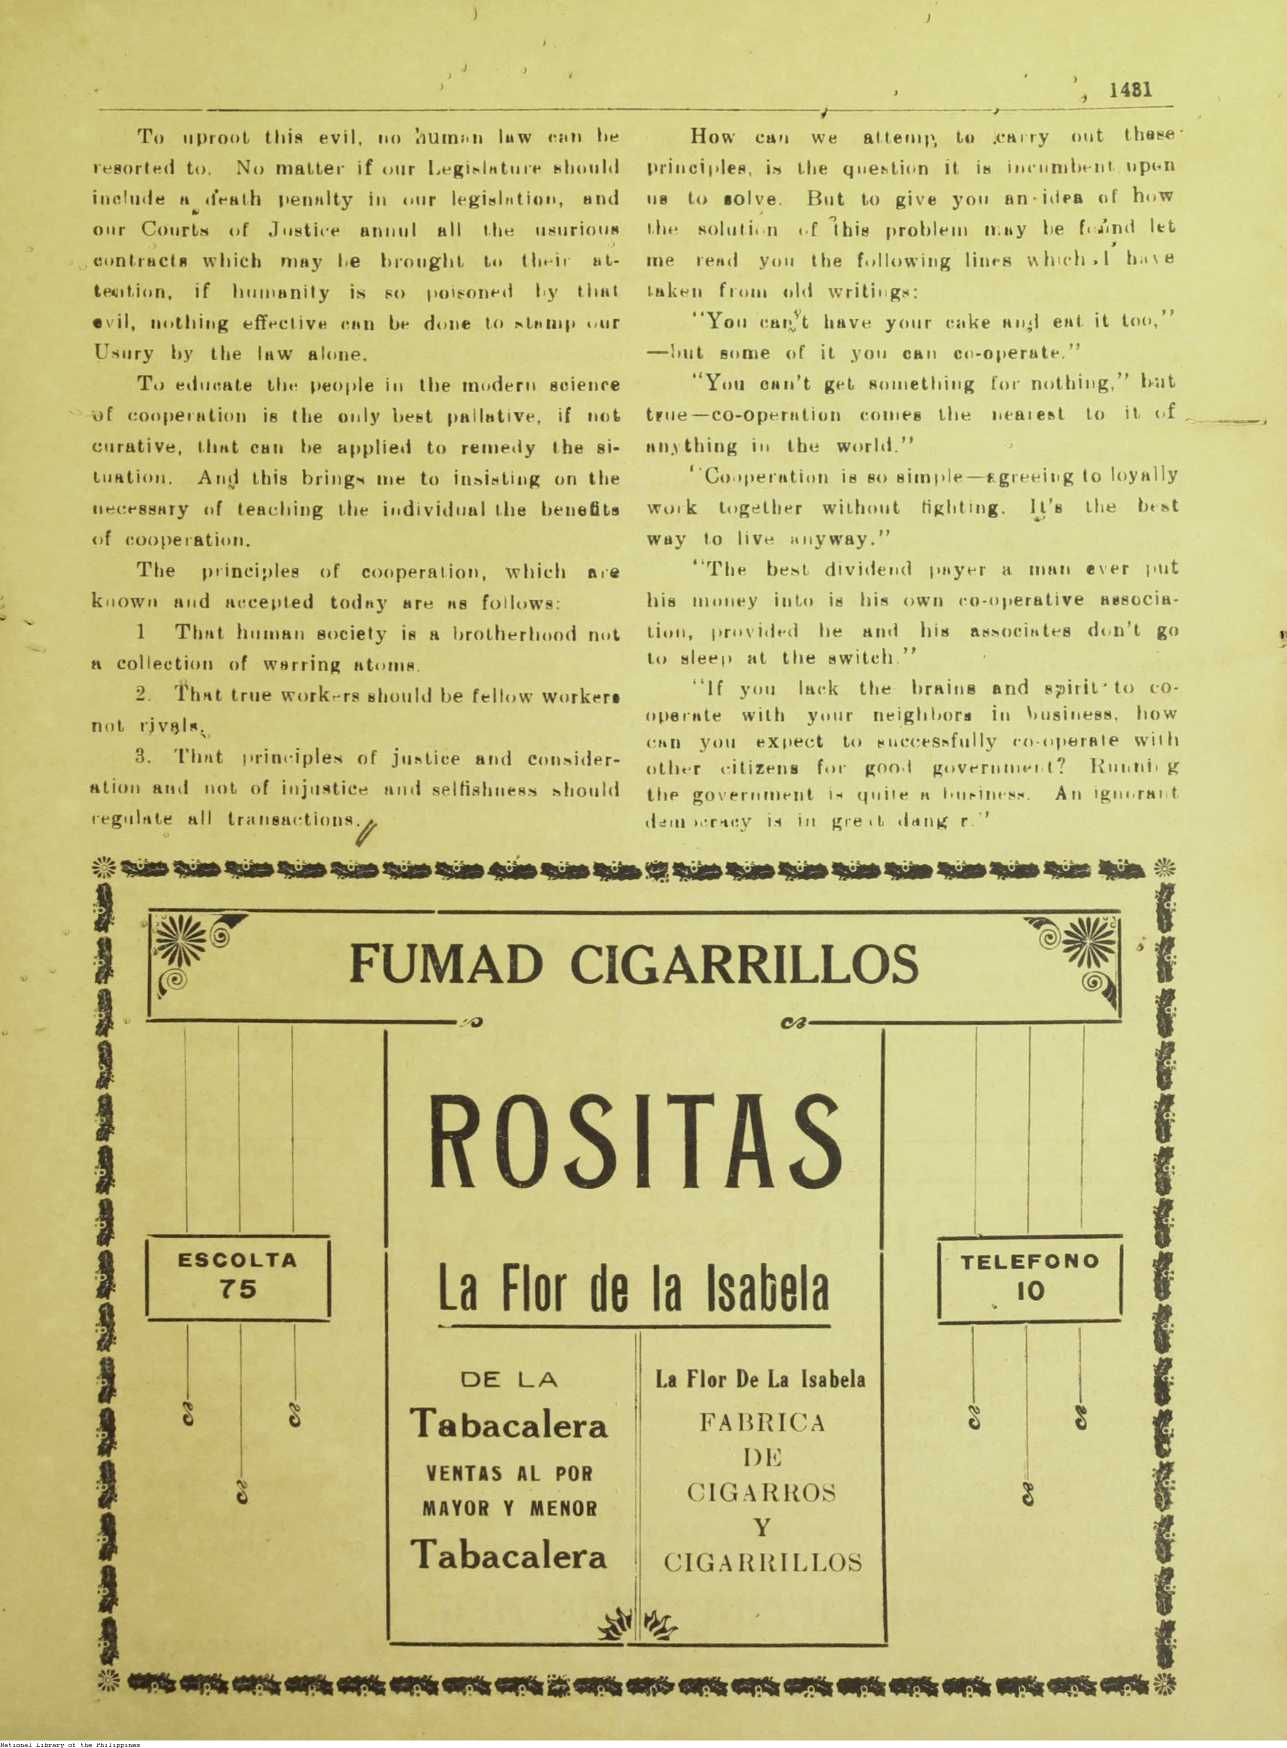 1481
To uproot this evil, no human law can be
resorted to. No matter if our Legislature should
include a death penalty in our legislation, and
our Courts of Justice annul all the usurious
contracts which may be brought to their at-
tention, if humanity is so poisoned by that
evil, nothing effective can be done to stamp our
Usury by the law alone.
To educate the people in the modern science
of cooperation is the only best pallative, if not
curative, that can be applied to remedy the si-
tuation. And this brings me to insisting on the
necessary of teaching the individual the benefits
of cooperation.
The principles of cooperation, which are
known and accepted today are as follows:
1 That human society is a brotherhood not
a collection of warring atoms.
2. That true workers should be fellow workers
not rivals.
3. That principles of justice and consider-
ation and not of injustice and selfishness should
regulate all transactions.
How can we attemp, to carry out these
principles, is the question it is incumbent upon
us to solve. But to give you an idea of how
the solution of this problem may be found let
me read you the following lines which I have
taken from old writings:
"You can't have your cake and eat it too,"
—but some of it you can co-operate."
"You can't get something for nothing," but
true—co-operation comes the nearest to it of
anything in the world."
"Cooperation is so simple—agreeing to loyally
work together without fighting. It's the best
way to live anyway."
"The best dividend payer a man ever put
his money into is his own co-operative associa-
tion, provided he and his associates don't go
to sleep at the switch."
"If you lack the brains and spirit to co-
operate with your neighbors in business, how
can you expect to successfully co-operate with
other citizens for good government? Running
the government is quite a business. An ignorant
democracy is in great danger."
FUMAD CIGARRILLOS
ROSITAS
La Flor de la Isabela
ESCOLTA
75
TELEFONO
10
DE LA
Tabacalera
VENTAS AL POR
MAYOR Y MENOR
Tabacalera
La Flor De La Isabela
FABRICA
DE
CIGARROS
Y
CIGARRILLOS
National Library of the Philippines